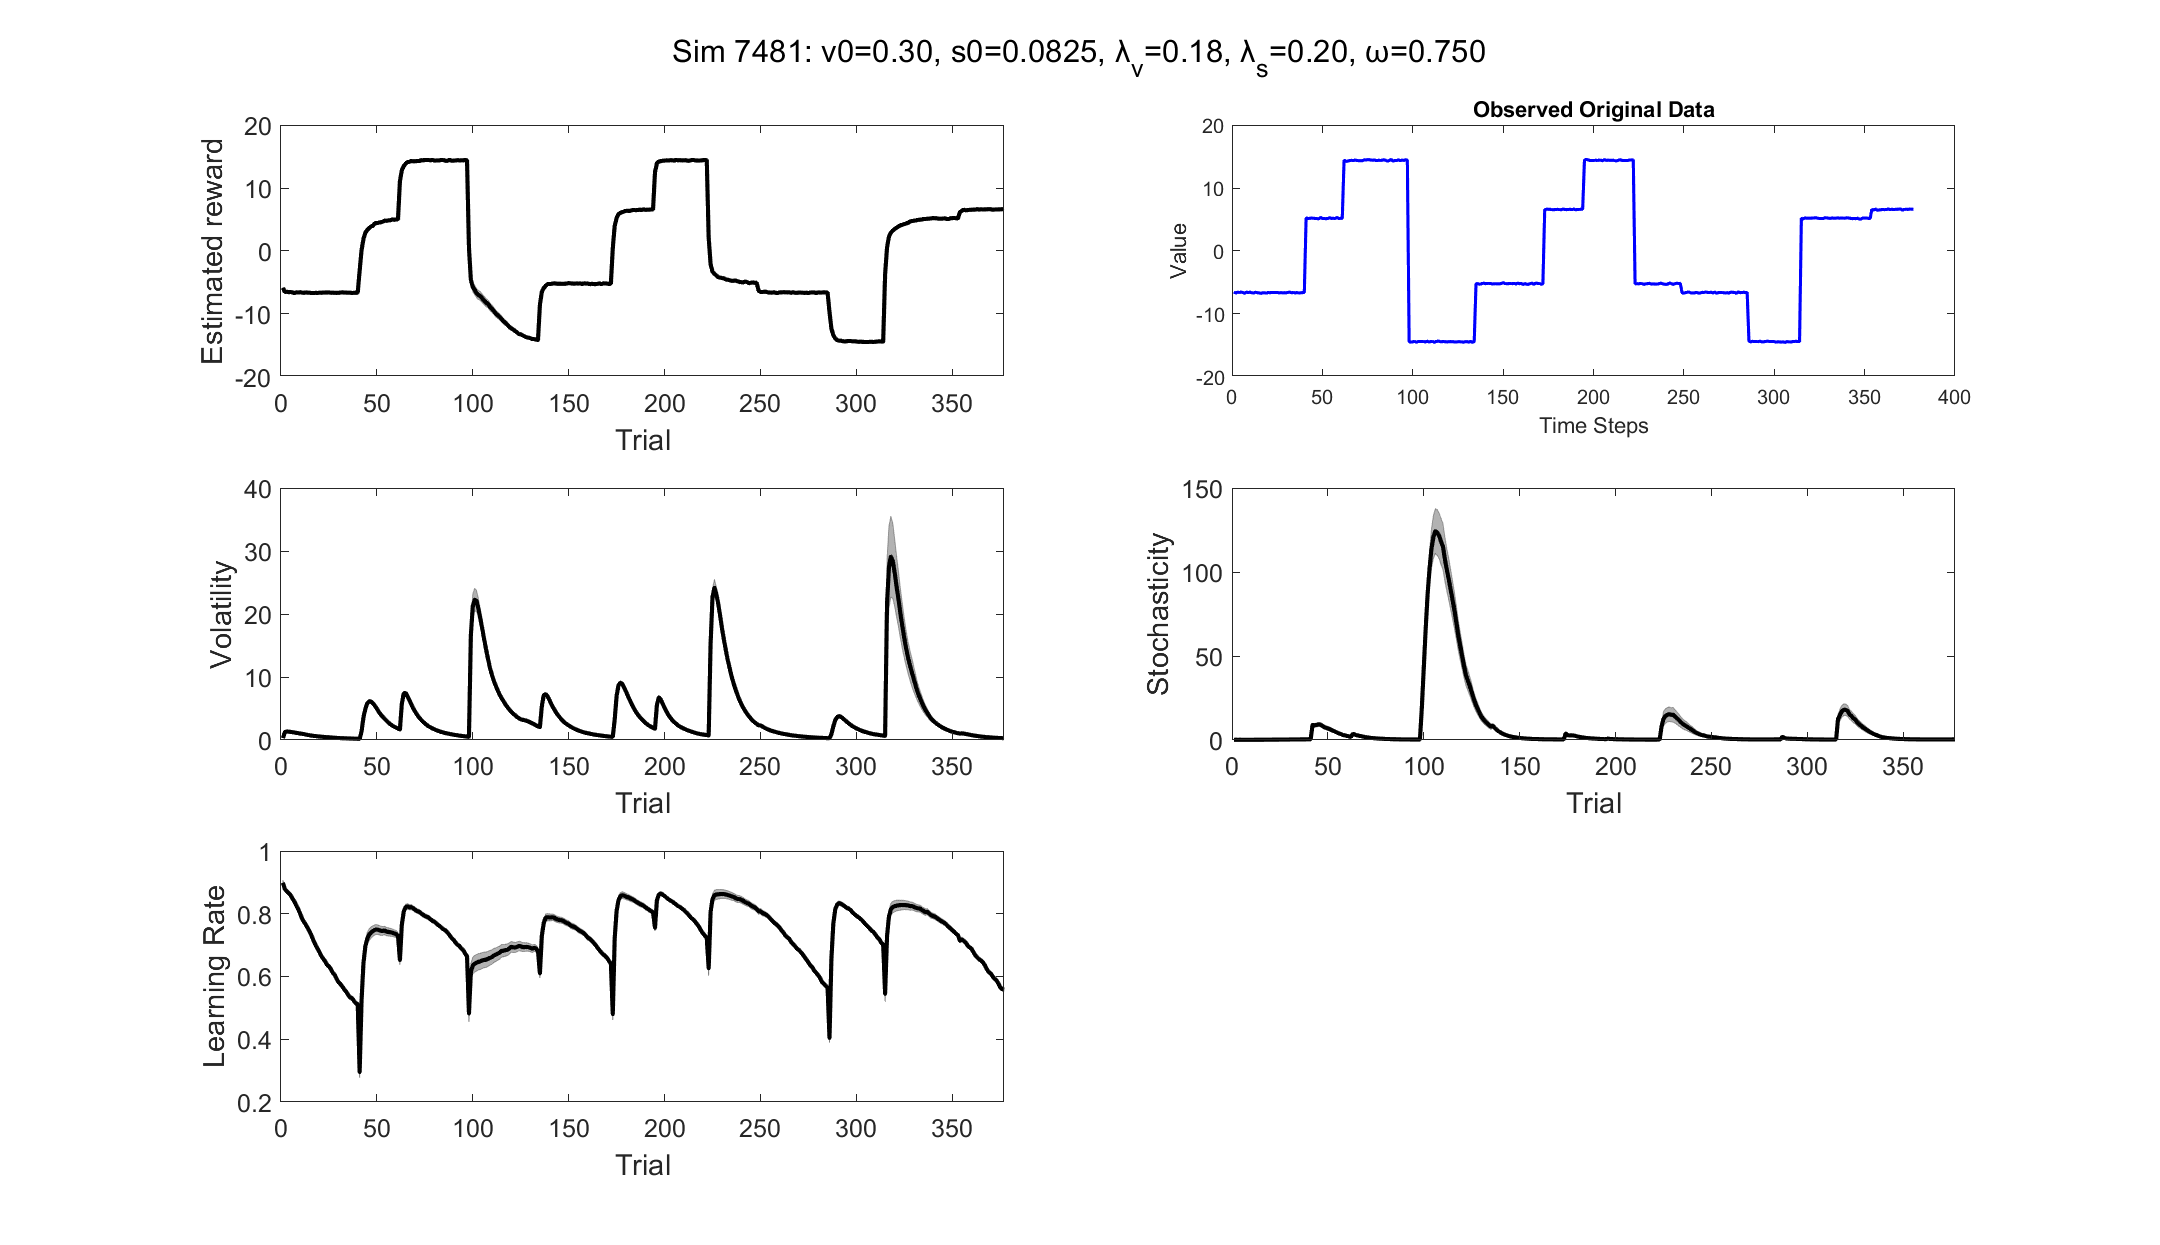 Sim 7481: v0=0.30, s0=0.0825, λ_v=0.18, λ_s=0.20, ω=0.750
Estimated reward
20
10
0
-10
-20
0 50 100 150 200 250 300 350
Trial
Observed Original Data
Value
20
10
0
-10
-20
0 50 100 150 200 250 300 350 400
Time Steps
Volatility
40
30
20
10
0
0 50 100 150 200 250 300 350
Trial
Stochasticity
150
100
50
0
0 50 100 150 200 250 300 350
Trial
Learning Rate
1
0.8
0.6
0.4
0.2
0 50 100 150 200 250 300 350
Trial